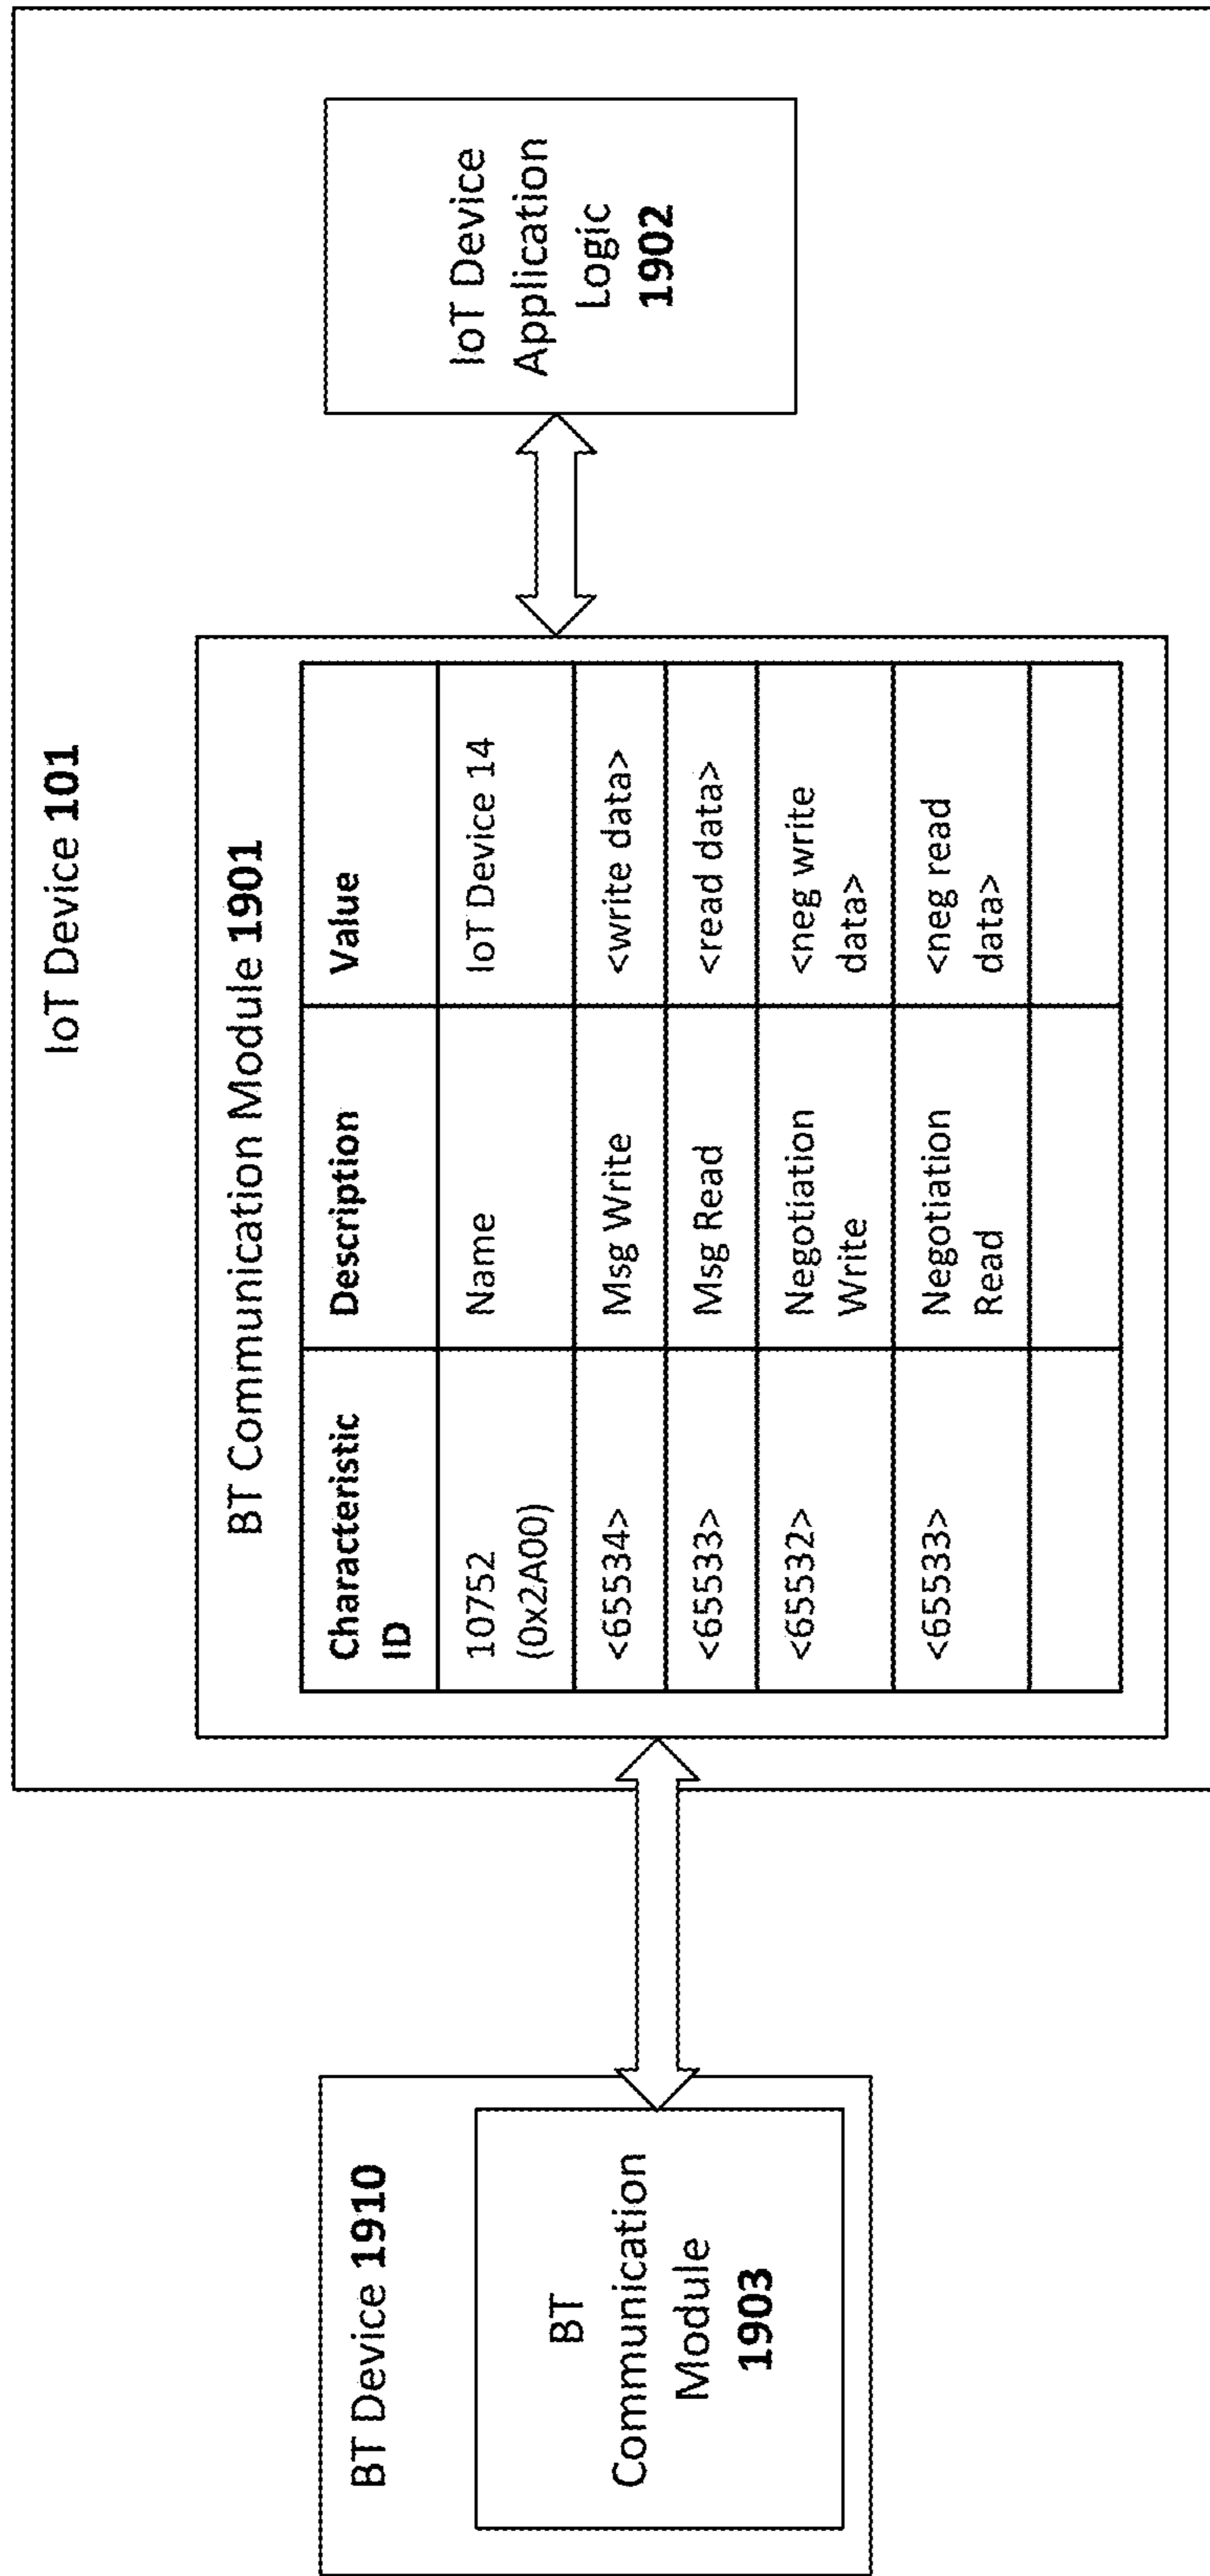 IoT Device 101
BT Device 1910
BT
Communication
Module
1903
BT Communication Module 1901
Characteristic
ID
Description
Value
10752
(0x2A00)
Name
IoT Device 14
<65534>
Msg Write
<write data>
<65533>
Msg Read
<read data>
<65532>
Negotiation
Write
<neg write
data>
<65533>
Negotiation
Read
<neg read
data>
IoT Device
Application
Logic
1902